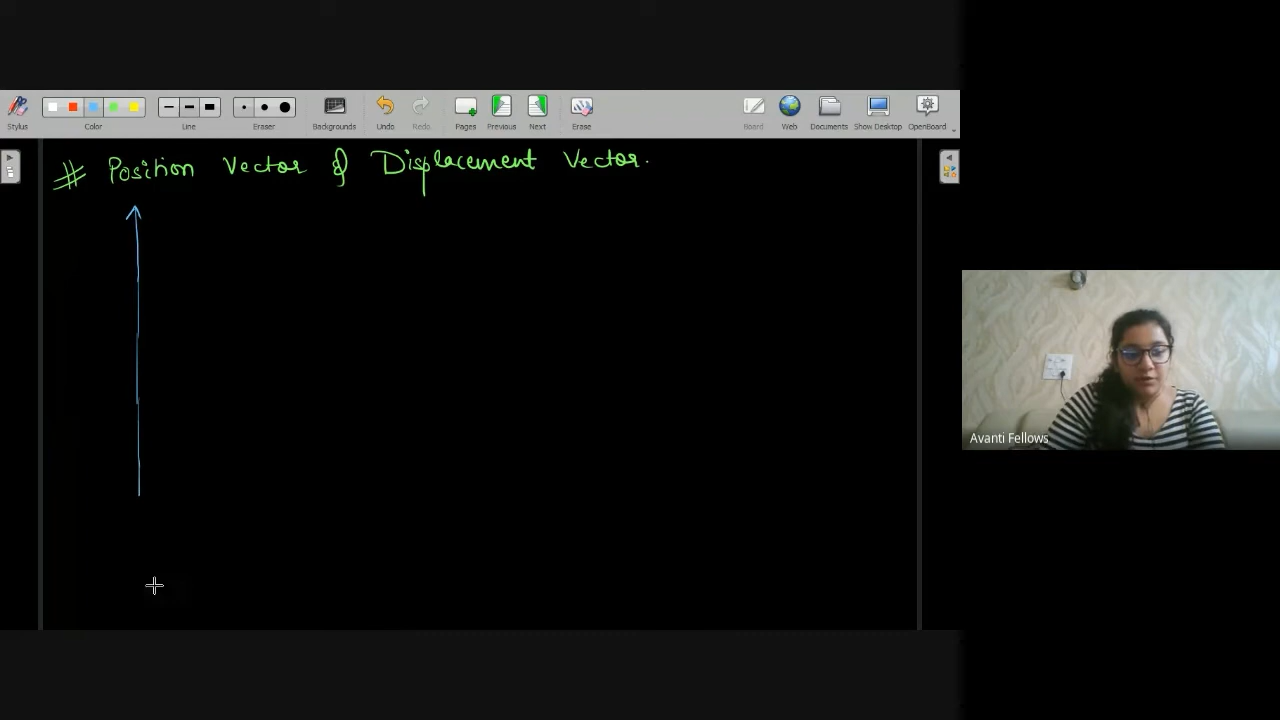 Stylus Color Line Eraser Backgrounds Undo Redo Pages Previous Next Erase Board Web Documents Show Desktop OpenBoard
# Position Vector & Displacement Vector.
Avanti Fellows